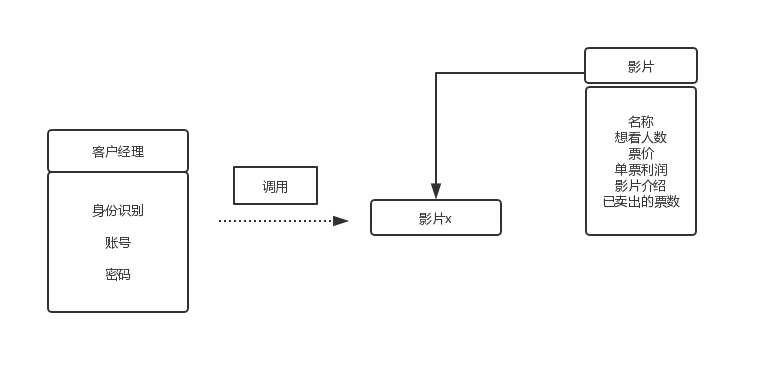 影片
名称
想看人数
票价
单票利润
影片介绍
已卖出的票数
客户经理
身份识别
账号
密码
调用
影片x